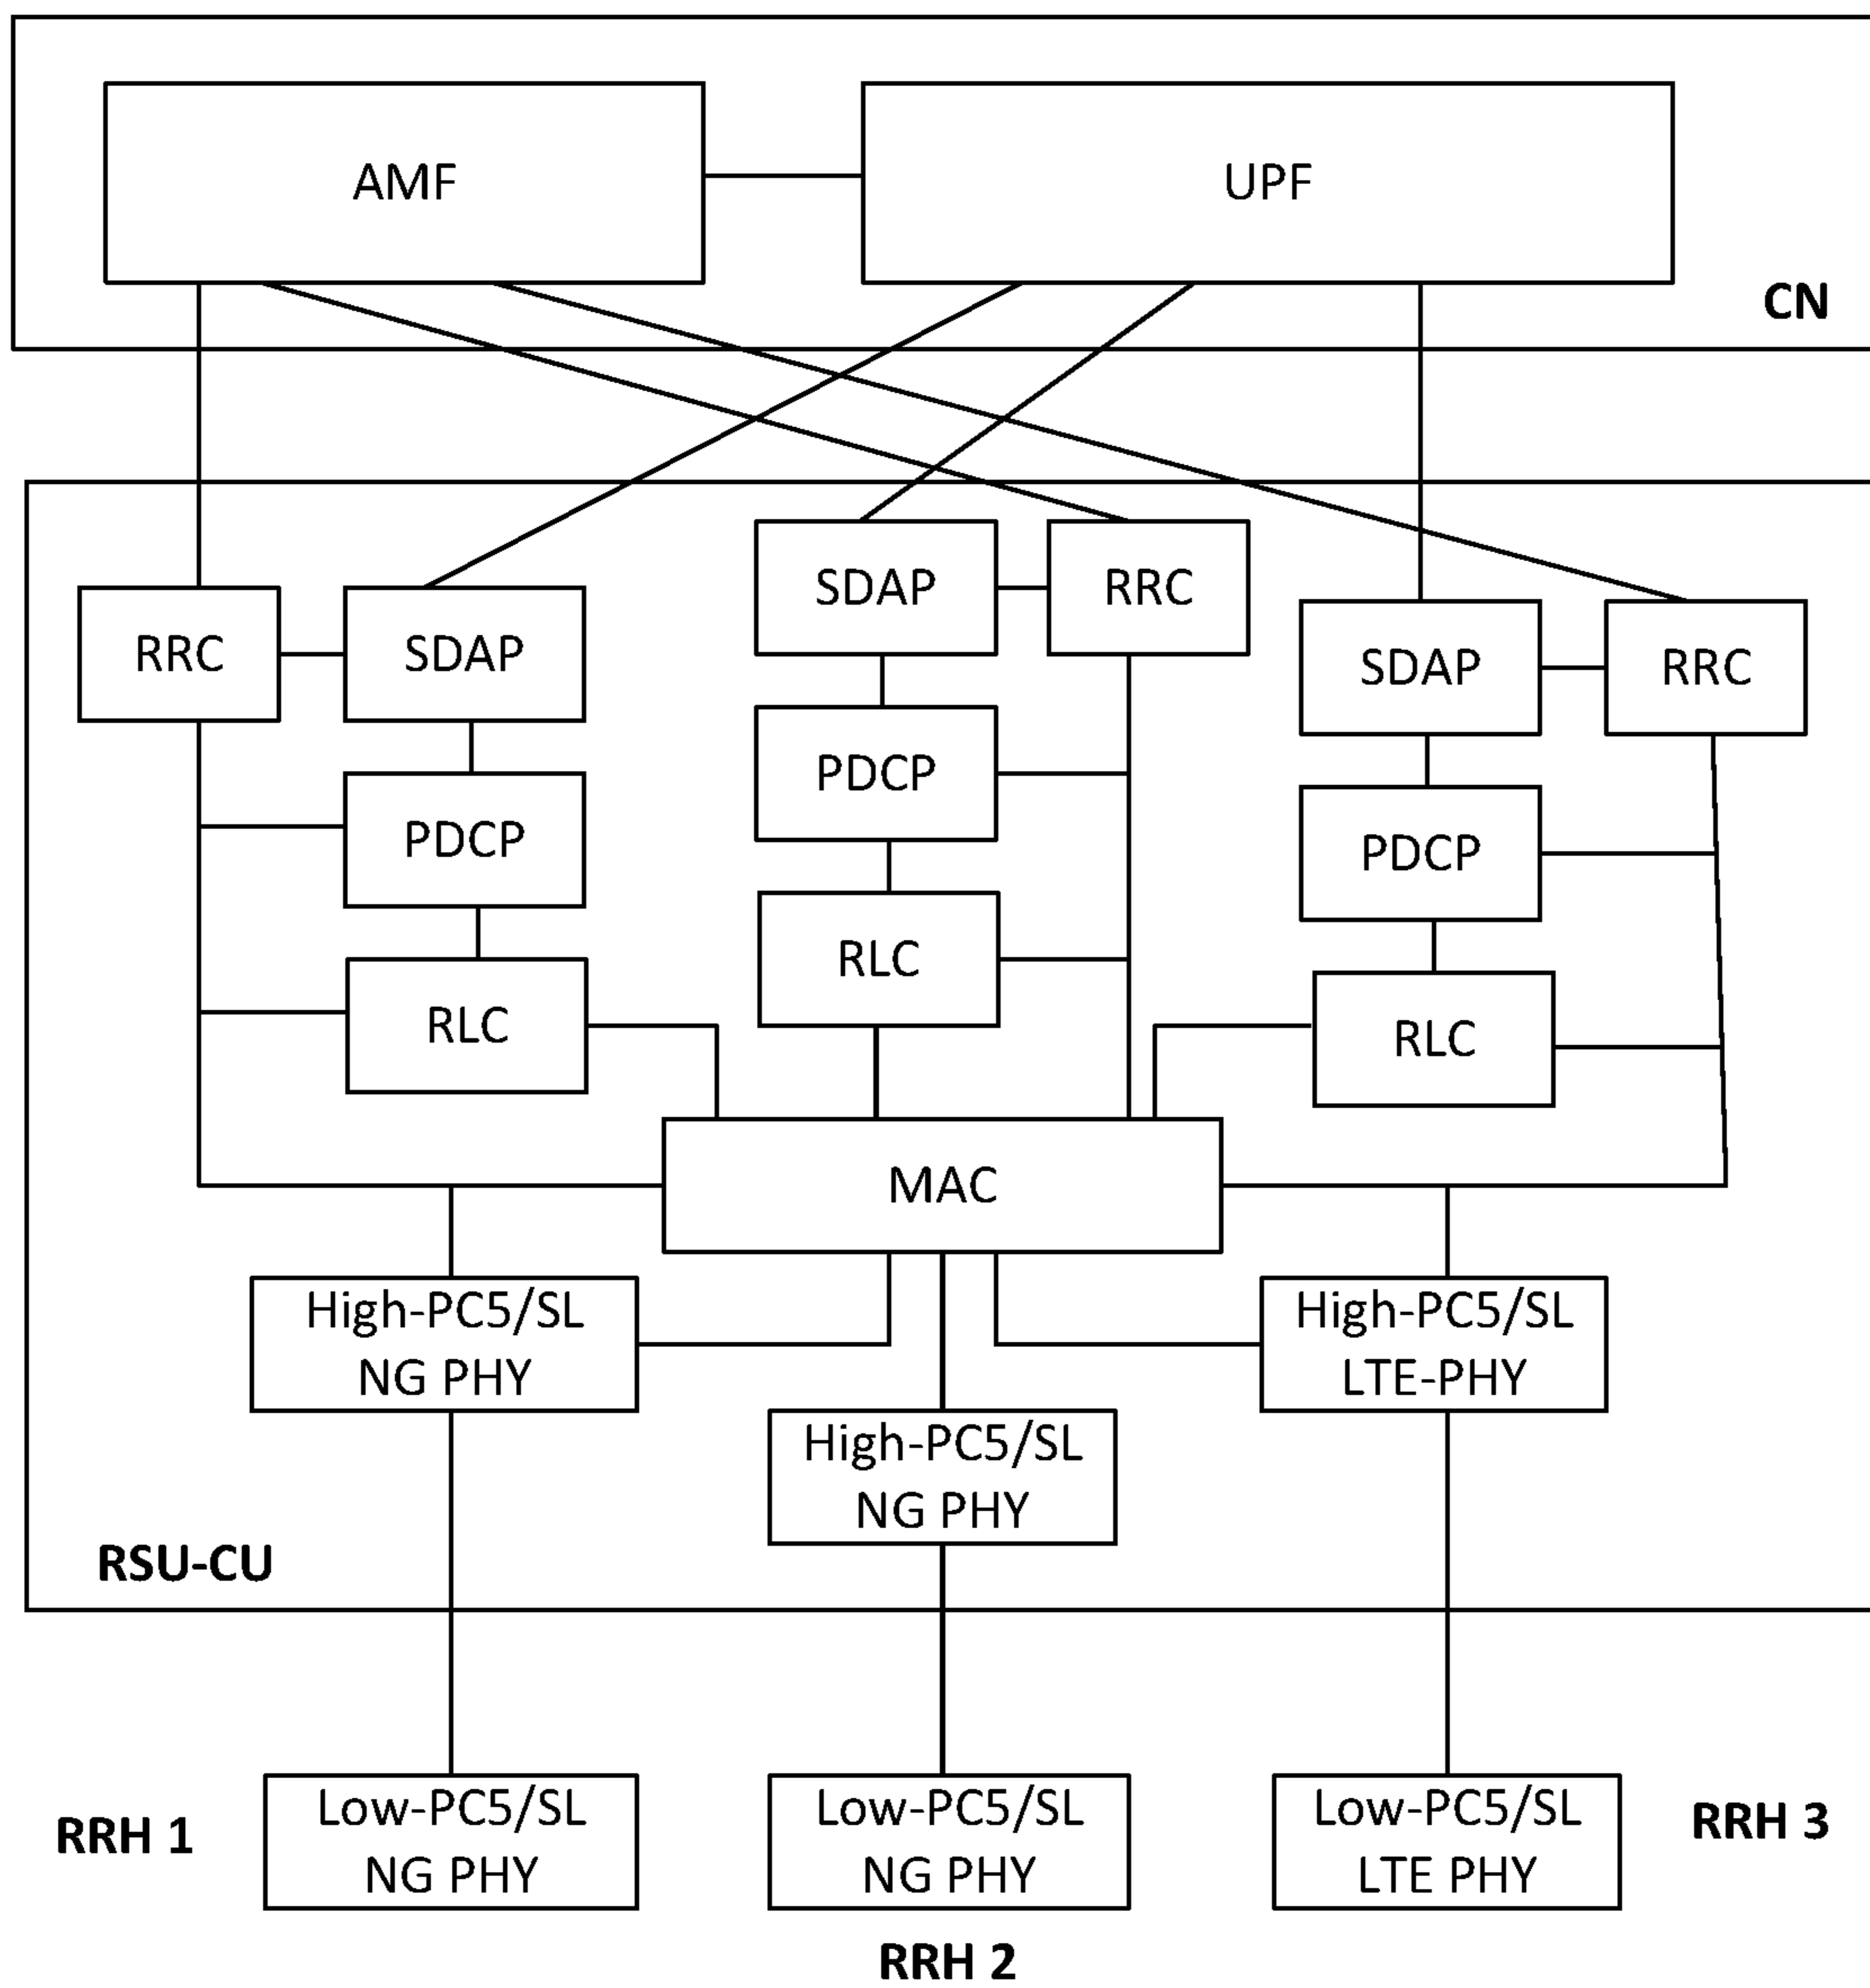 AMF
UPF
CN
SDAP
RRC
RRC
SDAP
SDAP
RRC
PDCP
PDCP
PDCP
RLC
RLC
RLC
MAC
High-PC5/SL
NG PHY
High-PC5/SL
LTE-PHY
High-PC5/SL
NG PHY
RSU-CU
RRH 1
Low-PC5/SL
NG PHY
Low-PC5/SL
NG PHY
Low-PC5/SL
LTE PHY
RRH 3
RRH 2